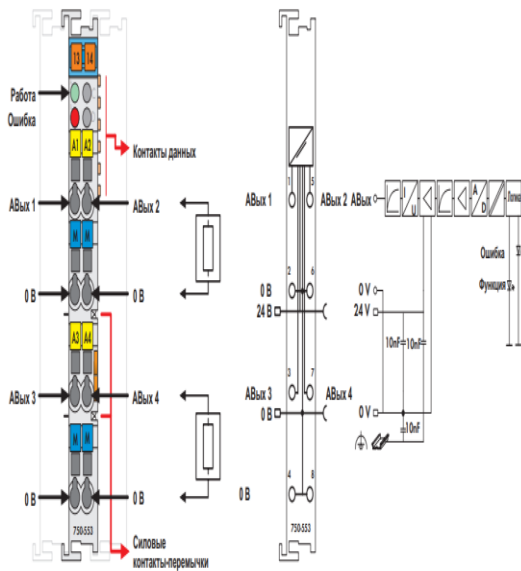 13 14
Работа
Ошибка
A1 A2
Контакты данных
АВых 1
АВых 2
M M
0 В
0 В
A3 A4
АВых 3
АВых 4
M M
0 В
0 В
750-553
Силовые
контакты-перемычки
1 5
АВых 1
АВых 2
2 6
0 В
24 В
3 7
АВых 3
АВых 4
0 В
4 8
0 В
750-553
АВых
I
U
A
D
Логика
Ошибка
Функция
0 V
24 V
10nF
10nF
0 V
10nF